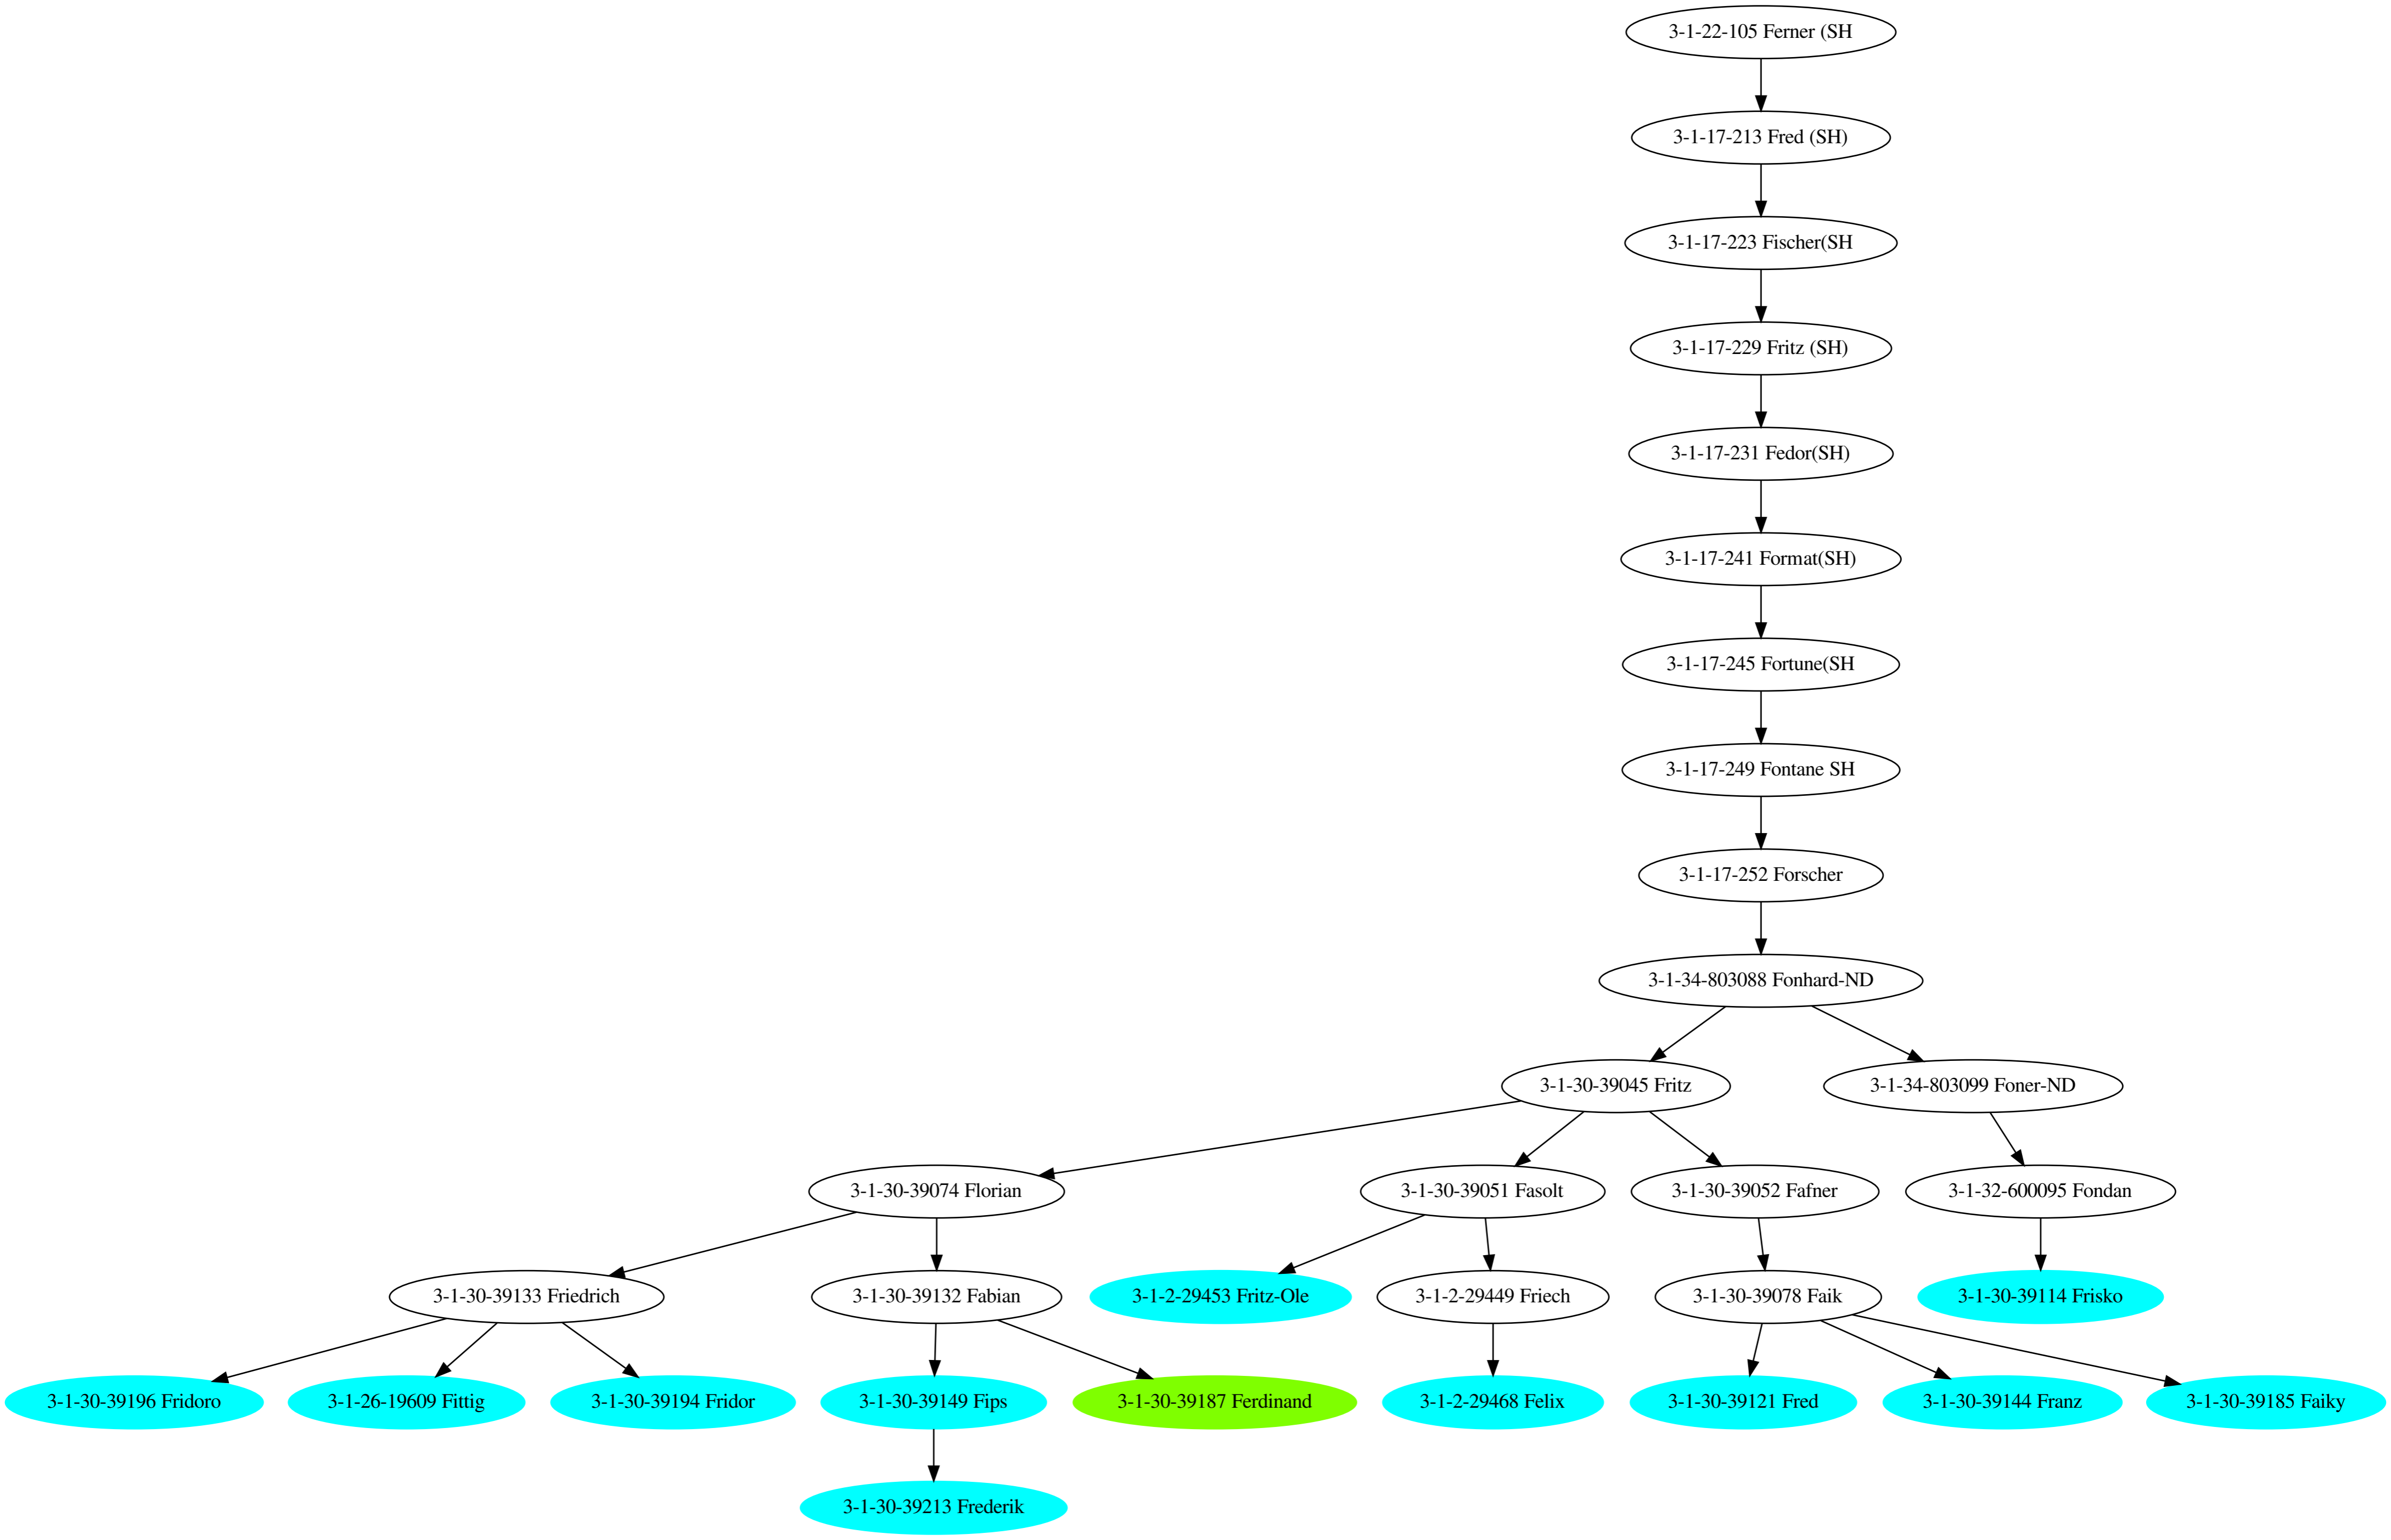 3-1-22-105 Ferner (SH
3-1-17-213 Fred (SH)
3-1-17-223 Fischer(SH
3-1-17-229 Fritz (SH)
3-1-17-231 Fedor(SH)
3-1-17-241 Format(SH)
3-1-17-245 Fortune(SH
3-1-17-249 Fontane SH
3-1-17-252 Forscher
3-1-34-803088 Fonhard-ND
3-1-30-39045 Fritz
3-1-34-803099 Foner-ND
3-1-30-39074 Florian
3-1-30-39051 Fasolt
3-1-30-39052 Fafner
3-1-32-600095 Fondan
3-1-30-39133 Friedrich
3-1-30-39132 Fabian
3-1-2-29453 Fritz-Ole
3-1-2-29449 Friech
3-1-30-39078 Faik
3-1-30-39114 Frisko
3-1-30-39196 Fridoro
3-1-26-19609 Fittig
3-1-30-39194 Fridor
3-1-30-39149 Fips
3-1-30-39187 Ferdinand
3-1-2-29468 Felix
3-1-30-39121 Fred
3-1-30-39144 Franz
3-1-30-39185 Faiky
3-1-30-39213 Frederik